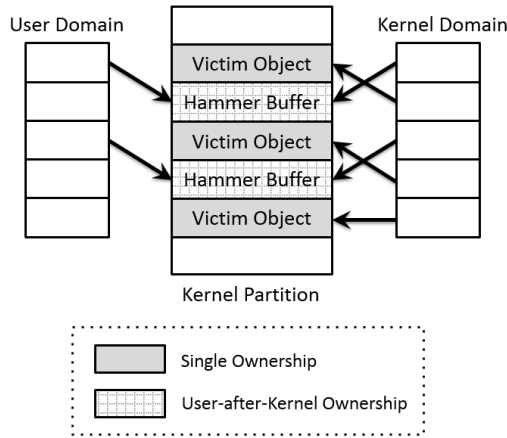 User Domain
Kernel Domain
Victim Object
Hammer Buffer
Victim Object
Hammer Buffer
Victim Object
Kernel Partition
Single Ownership
User-after-Kernel Ownership